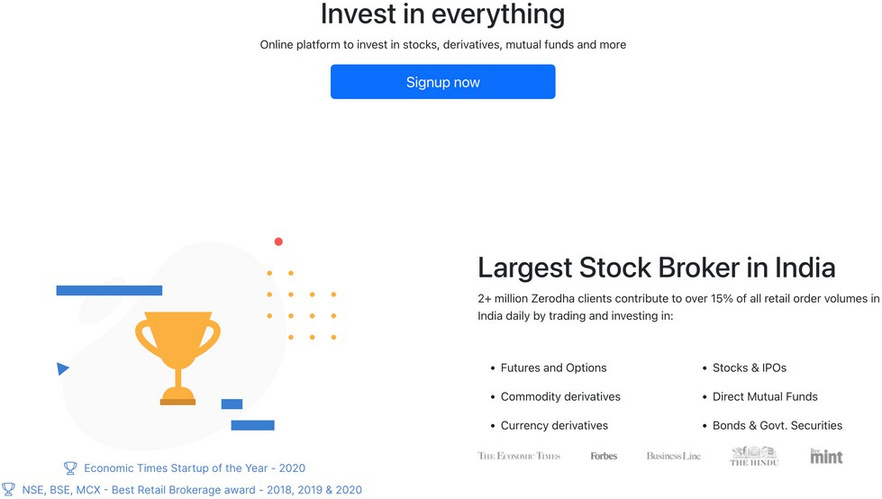 Invest in everything
Online platform to invest in stocks, derivatives, mutual funds and more
Signup now
Largest Stock Broker in India
2+ million Zerodha clients contribute to over 15% of all retail order volumes in
India daily by trading and investing in:
• Futures and Options
• Commodity derivatives
• Currency derivatives
• Stocks & IPOs
• Direct Mutual Funds
• Bonds & Govt. Securities
THE ECONOMIC TIMES Forbes Business Line THE HINDU mint
Economic Times Startup of the Year - 2020
NSE, BSE, MCX - Best Retail Brokerage award - 2018, 2019 & 2020